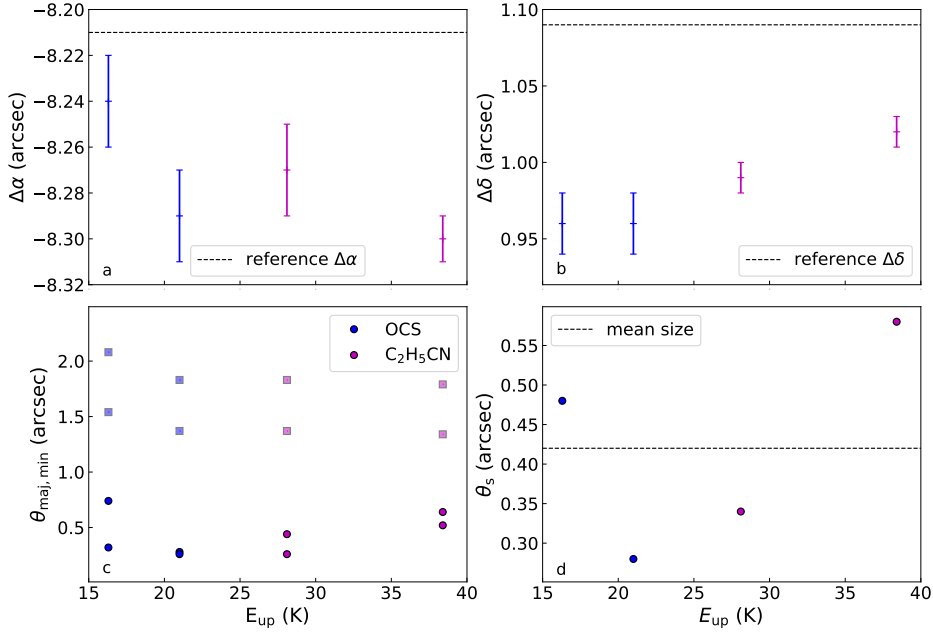 −8.20
−8.22
−8.24
−8.26
−8.28
−8.30
−8.32
Δα (arcsec)
reference Δα
a
1.10
1.05
1.00
0.95
Δδ (arcsec)
reference Δδ
b
2.0
1.5
1.0
0.5
θmaj, min (arcsec)
OCS
C₂H₅CN
c
15 20 25 30 35 40
Eup (K)
0.55
0.50
0.45
0.40
0.35
0.30
θs (arcsec)
mean size
d
15 20 25 30 35 40
Eup (K)